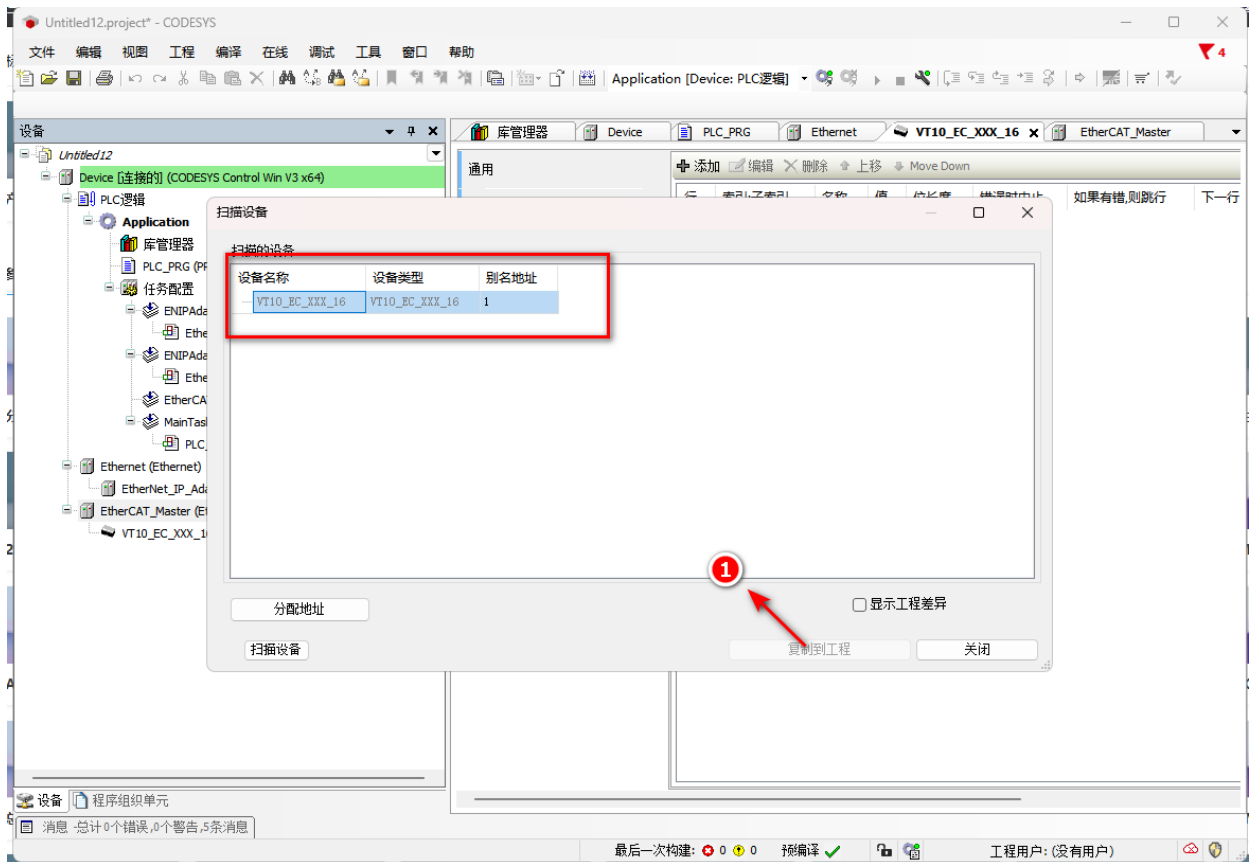 Untitled12.project* - CODESYS
文件 编辑 视图 工程 编译 在线 调试 工具 窗口 帮助
4
Application [Device: PLC逻辑]
设备
库管理器 Device PLC_PRG Ethernet VT10_EC_XXX_16 EtherCAT_Master
Untitled12
Device [连接的] (CODESYS Control Win V3 x64)
PLC逻辑
Application
库管理器
PLC_PRG (PR
任务配置
ENIPAda
Ethe
ENIPAda
Ethe
EtherCA
MainTas
PLC_
Ethernet (Ethernet)
EtherNet_IP_Ada
EtherCAT_Master (Et
VT10_EC_XXX_1
通用
添加 编辑 删除 上移 Move Down
行 索引:子索引 名称 值 位长度 错误时中止 如果有错,则跳行 下一行
扫描设备
扫描的设备
设备名称 设备类型 别名地址
VT10_EC_XXX_16 VT10_EC_XXX_16 1
1
分配地址
显示工程差异
扫描设备
复制到工程 关闭
设备 程序组织单元
消息 -总计0个错误,0个警告,5条消息
最后一次构建: 0 0 预编译 工程用户: (没有用户)